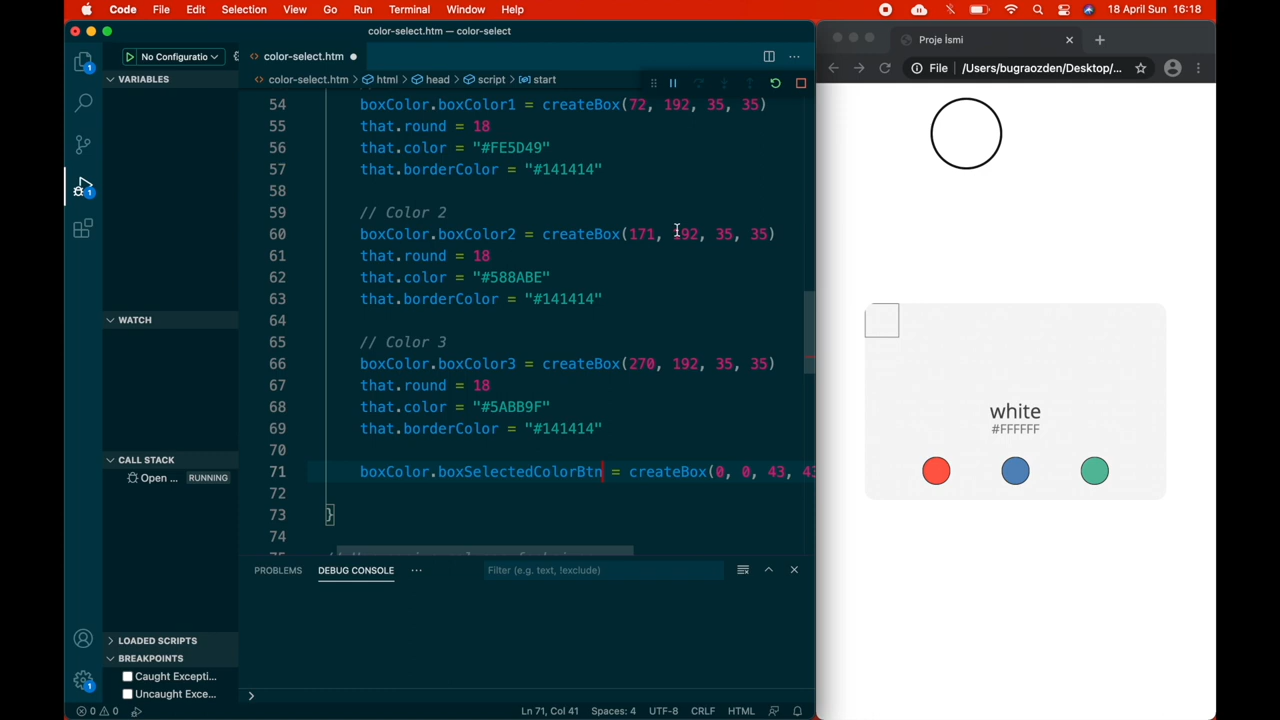 Code File Edit Selection View Go Run Terminal Window Help 18 April Sun 16:18
color-select.htm — color-select
Proje İsmi
No Configuratio
color-select.htm
File /Users/bugraozden/Desktop/...
VARIABLES
color-select.htm > html > head > script > start
54 boxColor.boxColor1 = createBox(72, 192, 35, 35)
55 that.round = 18
56 that.color = "#FE5D49"
57 that.borderColor = "#141414"
58
59 // Color 2
60 boxColor.boxColor2 = createBox(171, 192, 35, 35)
61 that.round = 18
62 that.color = "#588ABE"
63 that.borderColor = "#141414"
64
WATCH
65 // Color 3
66 boxColor.boxColor3 = createBox(270, 192, 35, 35)
67 that.round = 18
68 that.color = "#5ABB9F"
69 that.borderColor = "#141414"
70
71 boxColor.boxSelectedColorBtn = createBox(0, 0, 43, 43
72
73 }
74
white
#FFFFFF
CALL STACK
Open ... RUNNING
PROBLEMS DEBUG CONSOLE ... Filter (e.g. text, !exclude)
LOADED SCRIPTS
BREAKPOINTS
Caught Excepti...
Uncaught Exce...
0 0 Ln 71, Col 41 Spaces: 4 UTF-8 CRLF HTML